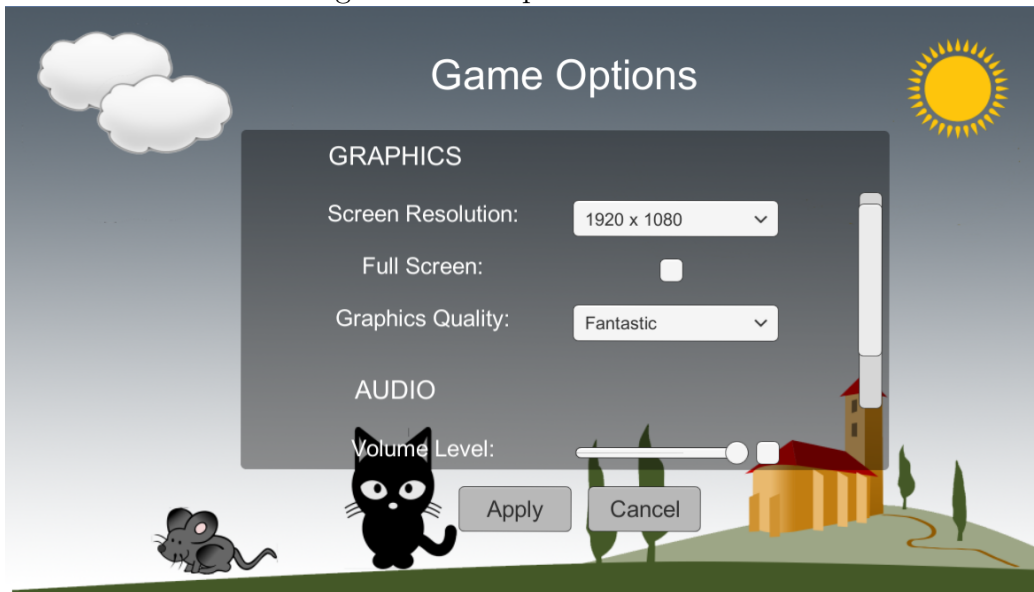 Game Options
GRAPHICS
Screen Resolution: 1920 x 1080
Full Screen:
Graphics Quality: Fantastic
AUDIO
Volume Level:
Apply Cancel